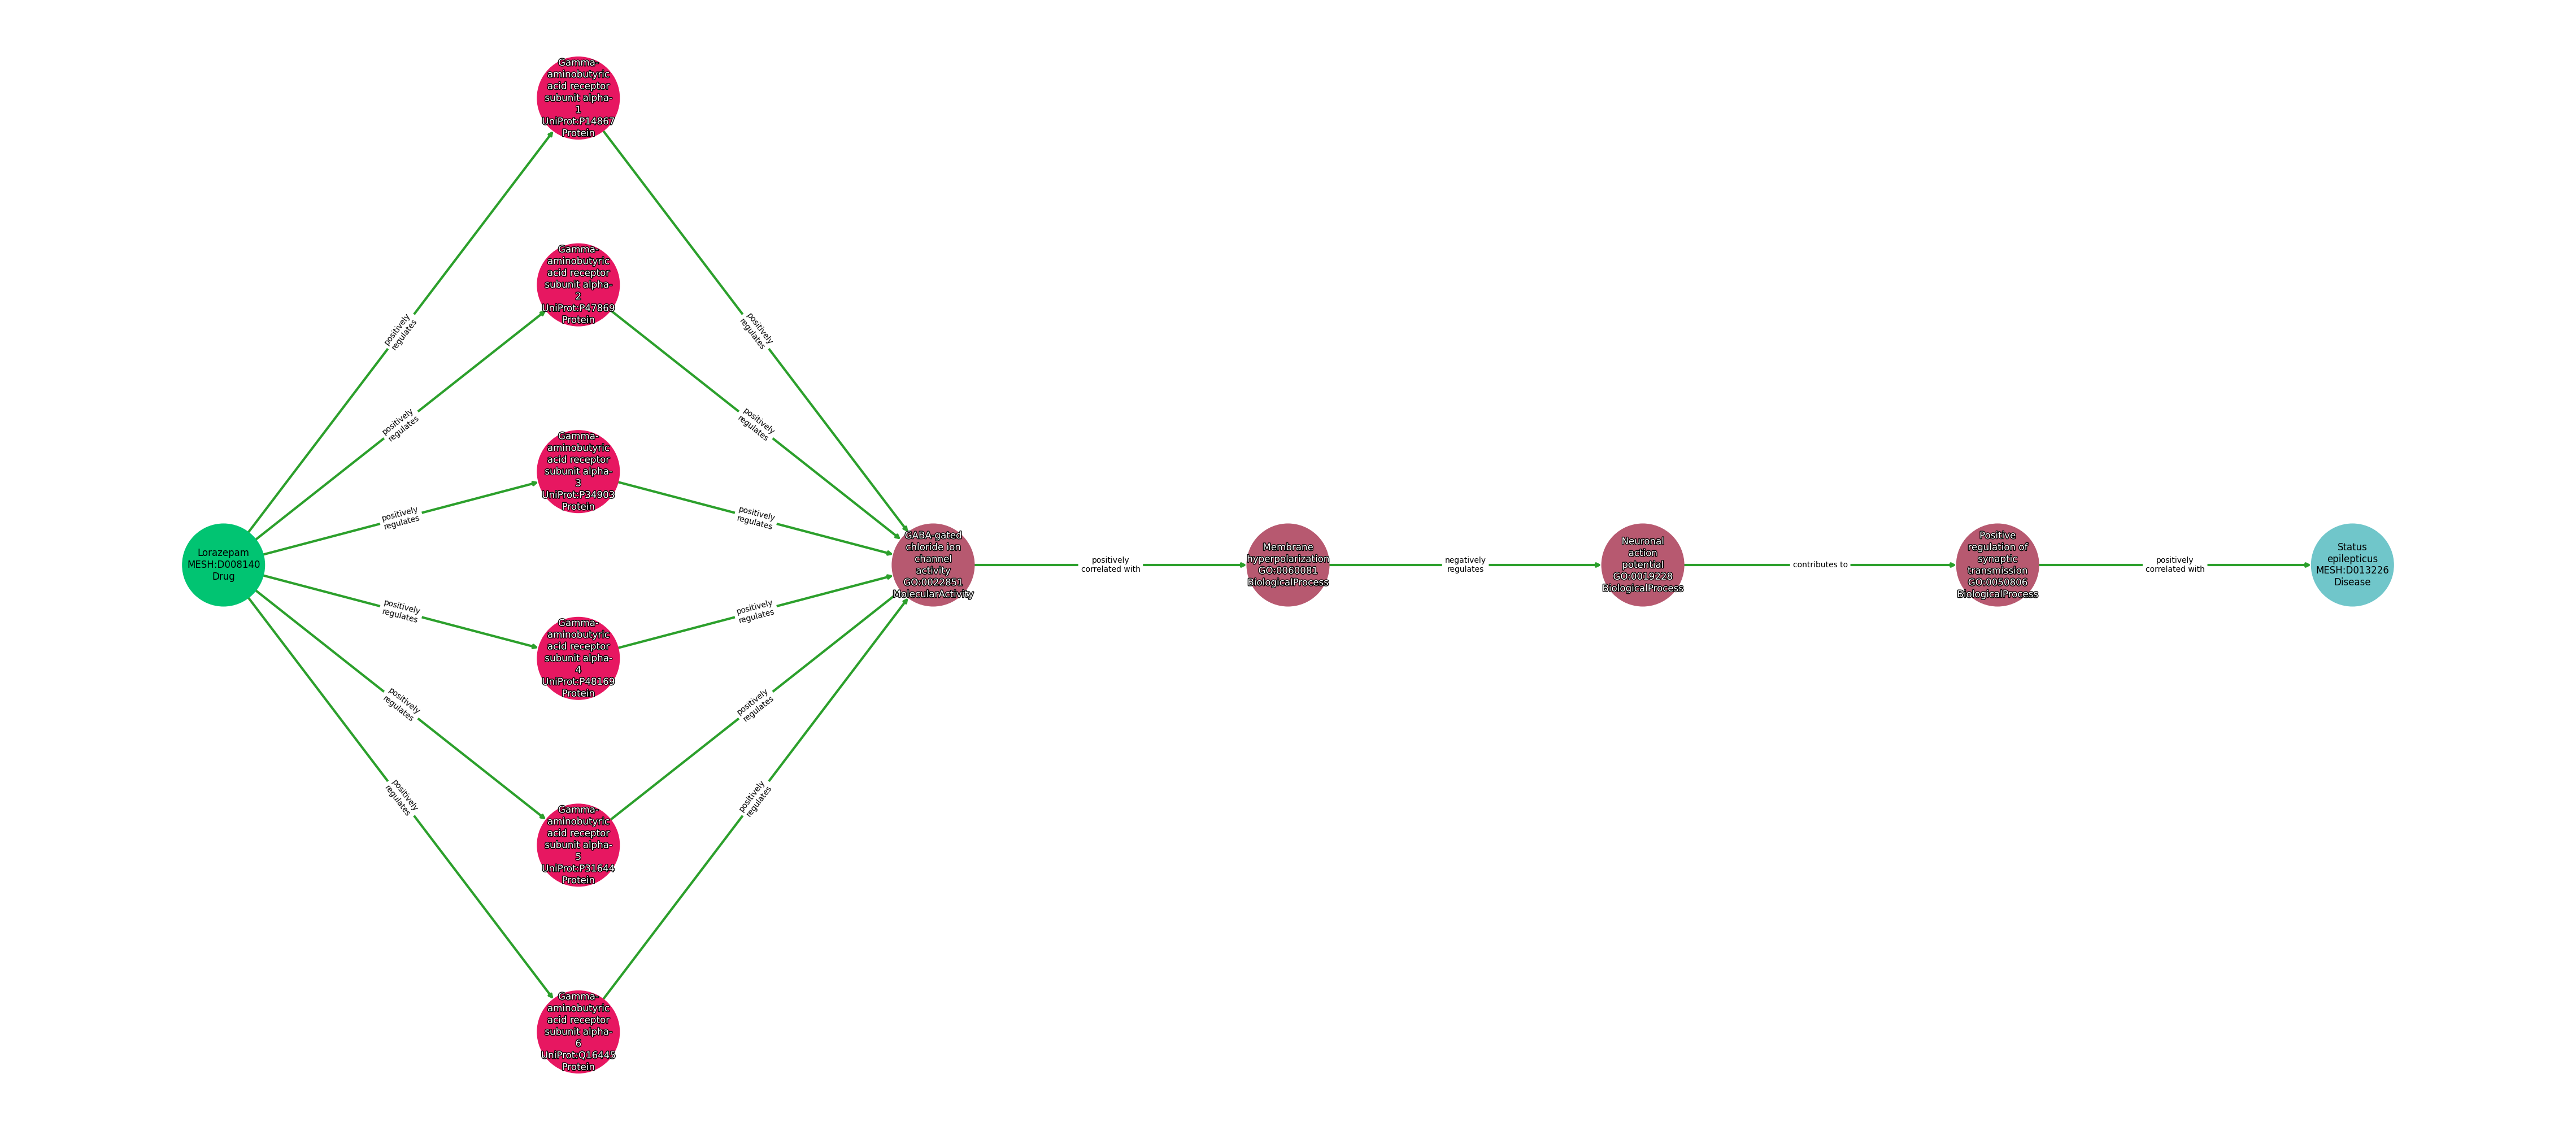 Lorazepam
MESH:D008140
Drug
positively
regulates
positively
regulates
positively
regulates
positively
regulates
positively
regulates
positively
regulates
Gamma-
aminobutyric
acid receptor
subunit alpha-
1
UniProt:P14867
Protein
Gamma-
aminobutyric
acid receptor
subunit alpha-
2
UniProt:P47869
Protein
Gamma-
aminobutyric
acid receptor
subunit alpha-
3
UniProt:P34903
Protein
Gamma-
aminobutyric
acid receptor
subunit alpha-
4
UniProt:P48169
Protein
Gamma-
aminobutyric
acid receptor
subunit alpha-
5
UniProt:P31644
Protein
Gamma-
aminobutyric
acid receptor
subunit alpha-
6
UniProt:Q16445
Protein
positively
regulates
positively
regulates
positively
regulates
positively
regulates
positively
regulates
positively
regulates
GABA-gated
chloride ion
channel
activity
GO:0022851
MolecularActivity
positively
correlated with
Membrane
hyperpolarization
GO:0060081
BiologicalProcess
negatively
regulates
Neuronal
action
potential
GO:0019228
BiologicalProcess
contributes to
Positive
regulation of
synaptic
transmission
GO:0050806
BiologicalProcess
positively
correlated with
Status
epilepticus
MESH:D013226
Disease